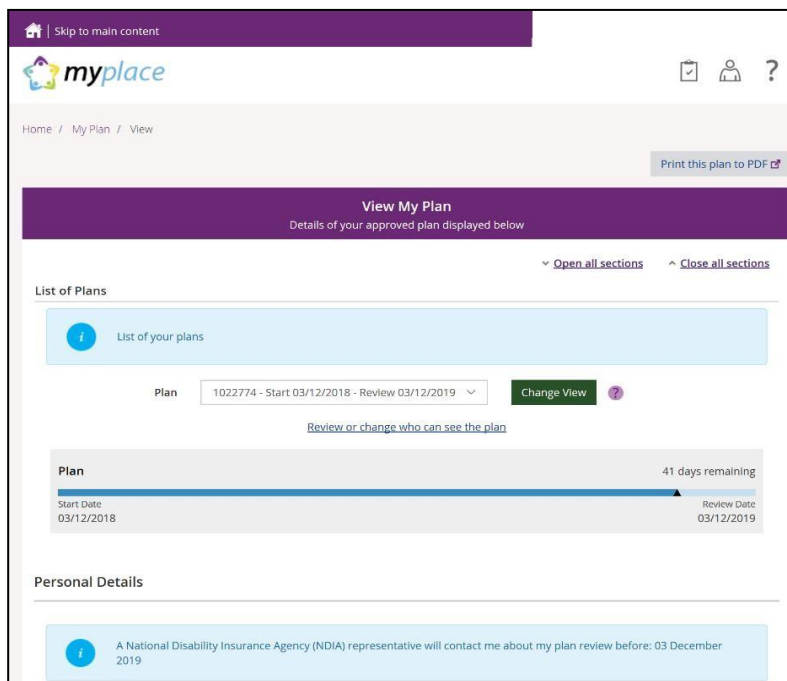 Skip to main content
myplace
?
Home / My Plan / View
Print this plan to PDF
View My Plan
Details of your approved plan displayed below
Open all sections Close all sections
List of Plans
i List of your plans
Plan 1022774 - Start 03/12/2018 - Review 03/12/2019 Change View ?
Review or change who can see the plan
Plan 41 days remaining
Start Date Review Date
03/12/2018 03/12/2019
Personal Details
i A National Disability Insurance Agency (NDIA) representative will contact me about my plan review before: 03 December
2019